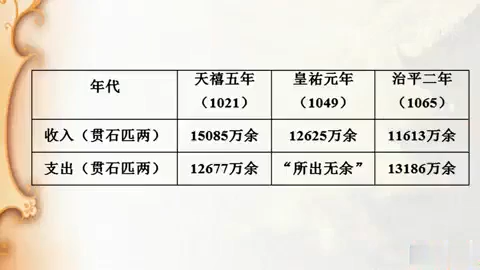 年代 天禧五年（1021） 皇祐元年（1049） 治平二年（1065）
收入（贯石匹两） 15085万余 12625万余 11613万余
支出（贯石匹两） 12677万余 “所出无余” 13186万余